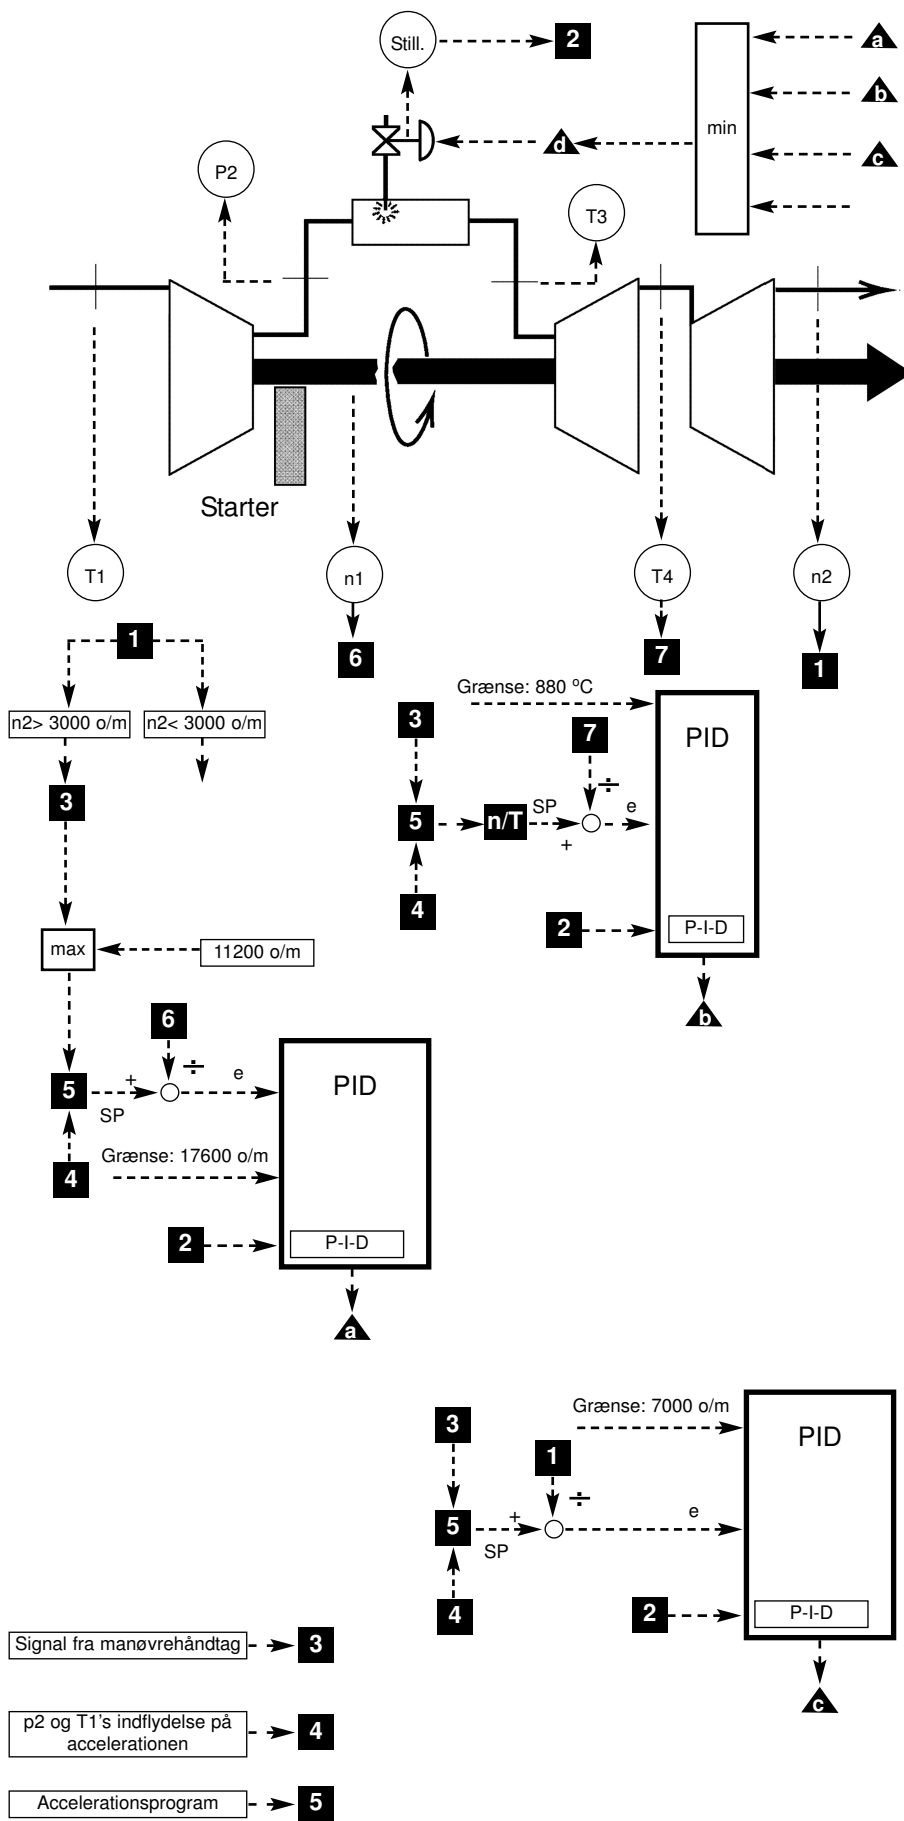 Still.
2
a
b
min
d
c
P2
T3
Starter
T1
n1
T4
n2
1
6
7
1
n2> 3000 o/m
n2< 3000 o/m
3
max
11200 o/m
6
÷
5
+
SP
e
PID
4
Grænse: 17600 o/m
2
P-I-D
a
Grænse: 880 °C
3
7
PID
÷
5
n/T
SP
+
e
4
2
P-I-D
b
Grænse: 7000 o/m
3
1
PID
÷
5
+
SP
e
4
2
P-I-D
c
Signal fra manøvrehåndtag
3
p2 og T1's indflydelse på
accelerationen
4
Accelerationsprogram
5